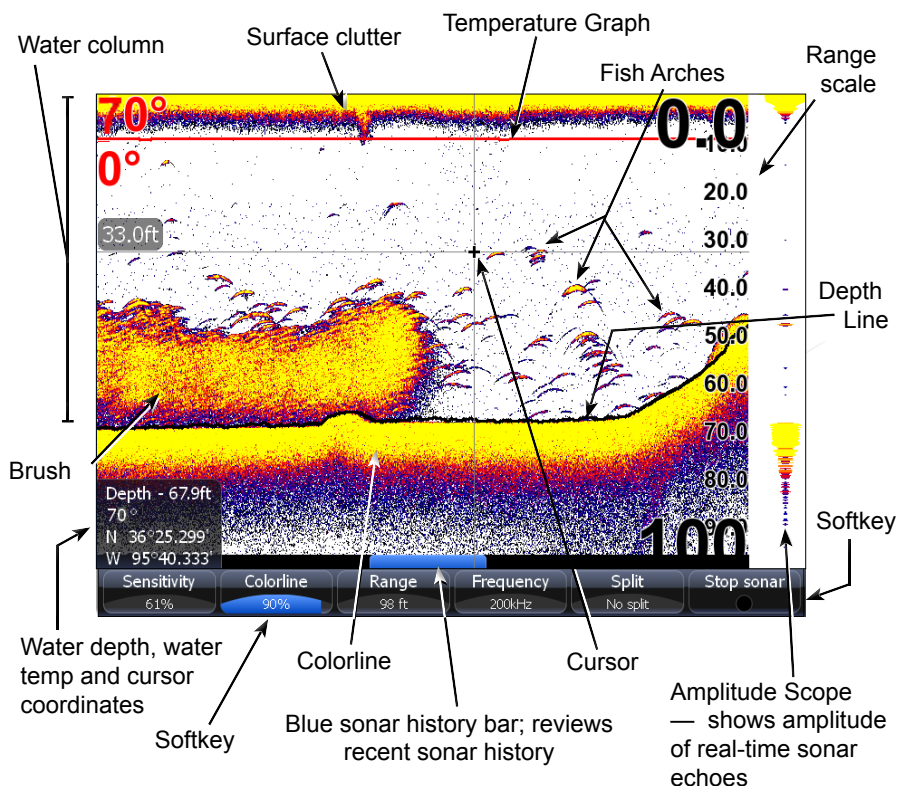 Water column
Surface clutter
Temperature Graph
Fish Arches
Range
scale
70°
0.0
10.0
0°
20.0
33.0ft
30.0
40.0
Depth
Line
50.0
60.0
70.0
Brush
80.0
Depth - 67.9ft
70 °
N 36°25.299'
W 95°40.333'
100
Softkey
Sensitivity
61%
Colorline
90%
Range
98 ft
Frequency
200kHz
Split
No split
Stop sonar
Water depth, water
temp and cursor
coordinates
Softkey
Colorline
Blue sonar history bar; reviews
recent sonar history
Cursor
Amplitude Scope
— shows amplitude
of real-time sonar
echoes